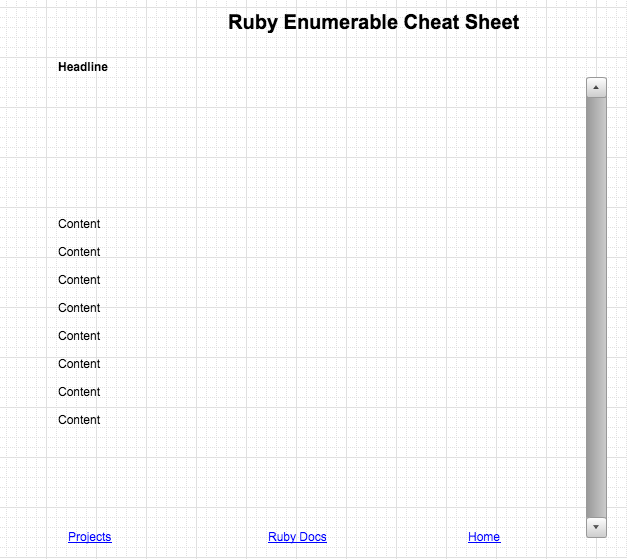 Ruby Enumerable Cheat Sheet
Headline
Content
Content
Content
Content
Content
Content
Content
Content
Projects Ruby Docs Home